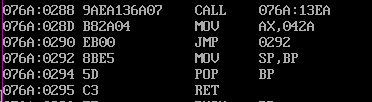 076A:0288 9AEA136A07 CALL 076A:13EA
076A:028D B82A04 MOV AX,042A
076A:0290 EB00 JMP 0292
076A:0292 8BE5 MOV SP,BP
076A:0294 5D POP BP
076A:0295 C3 RET